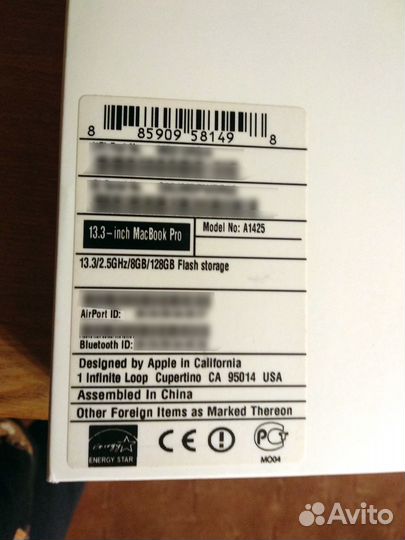 8 85909 58149 8
13.3-inch MacBook Pro
Model No: A1425
13.3/2.5GHz/8GB/128GB Flash storage
AirPort ID:
Bluetooth ID:
Designed by Apple in California
1 Infinite Loop Cupertino CA 95014 USA
Assembled In China
Other Foreign Items as Marked Thereon
energy
ENERGY STAR
CE
PCT
MO04
Avito